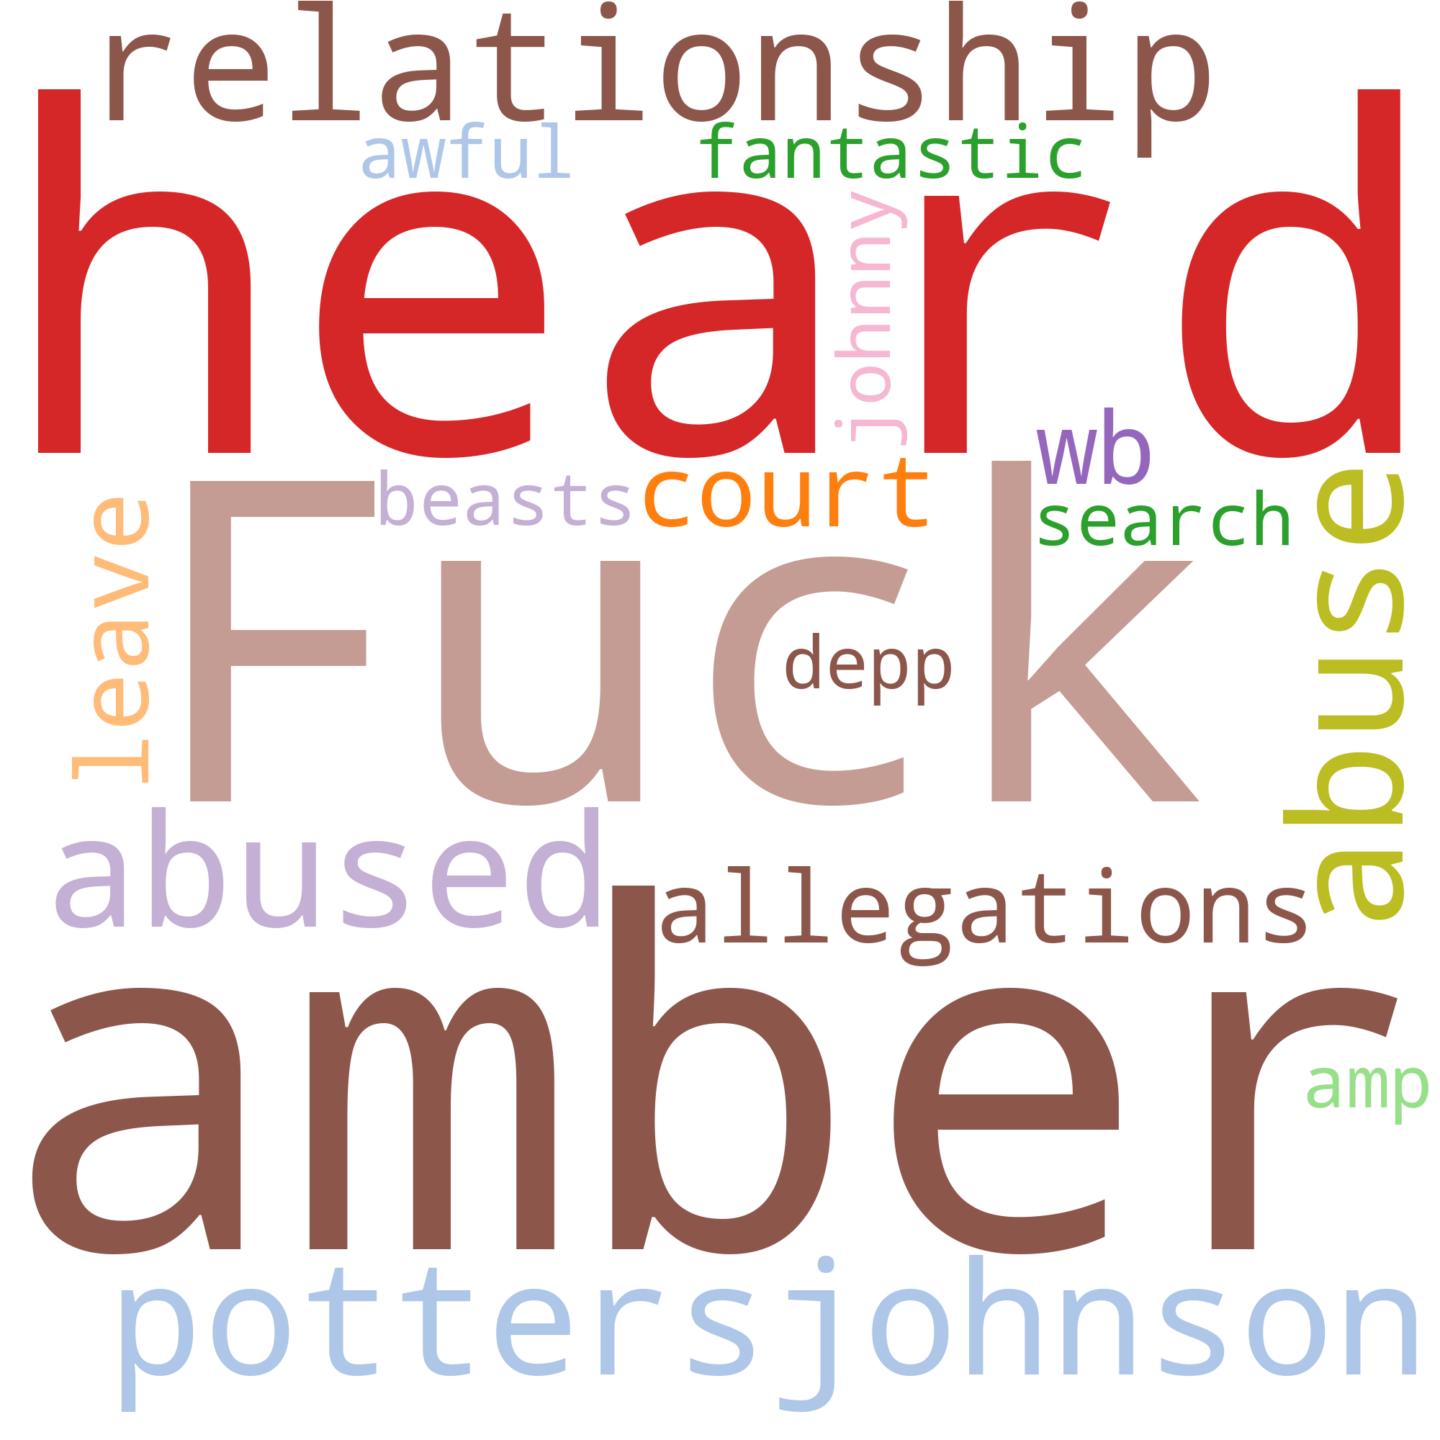 relationship
awful
fantastic
heard
johnny
wb
court
beasts
search
abuse
leave
Fuck
depp
abused
allegations
amber
amp
pottersjohnson